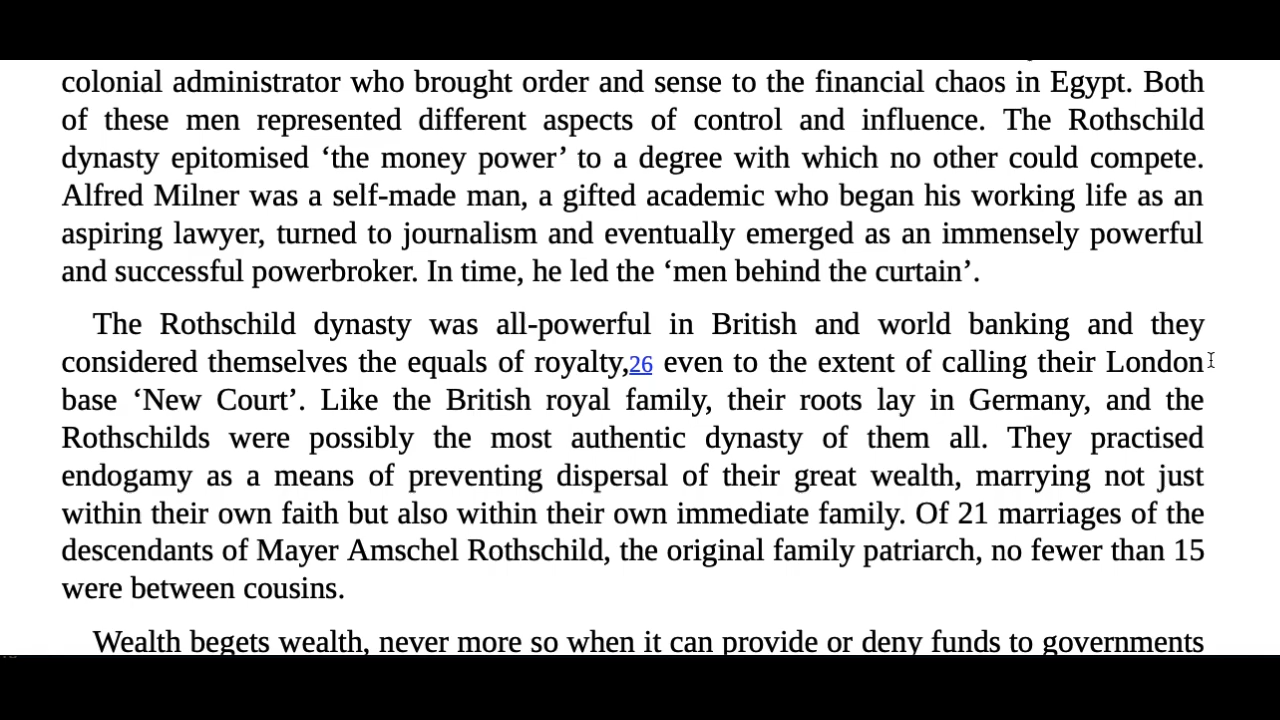 colonial administrator who brought order and sense to the financial chaos in Egypt. Both
of these men represented different aspects of control and influence. The Rothschild
dynasty epitomised ‘the money power’ to a degree with which no other could compete.
Alfred Milner was a self-made man, a gifted academic who began his working life as an
aspiring lawyer, turned to journalism and eventually emerged as an immensely powerful
and successful powerbroker. In time, he led the ‘men behind the curtain’.
The Rothschild dynasty was all-powerful in British and world banking and they
considered themselves the equals of royalty,26 even to the extent of calling their London
base ‘New Court’. Like the British royal family, their roots lay in Germany, and the
Rothschilds were possibly the most authentic dynasty of them all. They practised
endogamy as a means of preventing dispersal of their great wealth, marrying not just
within their own faith but also within their own immediate family. Of 21 marriages of the
descendants of Mayer Amschel Rothschild, the original family patriarch, no fewer than 15
were between cousins.
Wealth begets wealth, never more so when it can provide or deny funds to governments